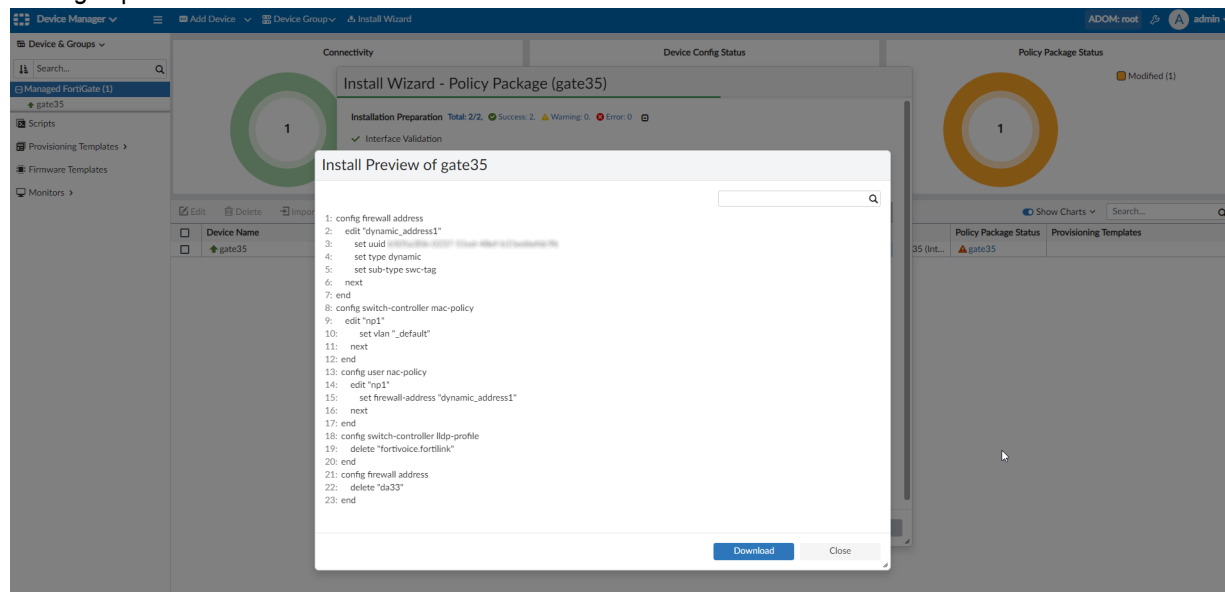 Device Manager
Add Device
Device Group
Install Wizard
ADOM: root
A
admin
Device & Groups
Search...
Managed FortiGate (1)
gate35
Scripts
Provisioning Templates
Firmware Templates
Monitors
Connectivity
Device Config Status
Policy Package Status
1
Modified (1)
1
Install Wizard - Policy Package (gate35)
Installation Preparation Total: 2/2, Success: 2, Warning: 0, Error: 0
Interface Validation
Edit Delete Impor
Show Charts
Search...
Device Name
Policy Package Status
Provisioning Templates
gate35
35 (Int...
gate35
Install Preview of gate35
1: config firewall address
2: edit "dynamic_address1"
3: set uuid
4: set type dynamic
5: set sub-type swc-tag
6: next
7: end
8: config switch-controller mac-policy
9: edit "np1"
10: set vlan "_default"
11: next
12: end
13: config user nac-policy
14: edit "np1"
15: set firewall-address "dynamic_address1"
16: next
17: end
18: config switch-controller lldp-profile
19: delete "fortivoice.fortilink"
20: end
21: config firewall address
22: delete "da33"
23: end
Download
Close